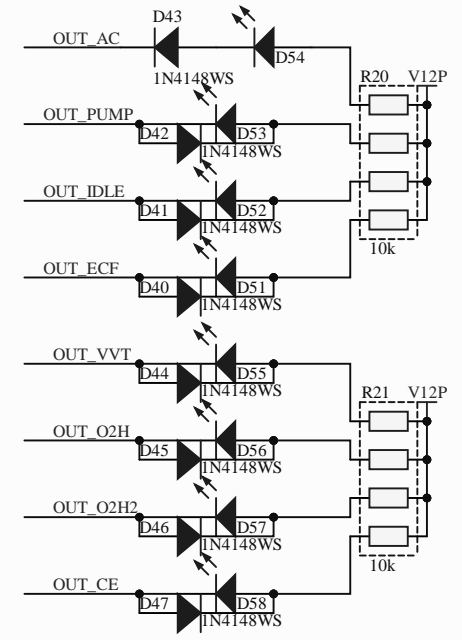 D43
OUT_AC
D54
1N4148WS
R20 V12P
OUT_PUMP
D42 D53
1N4148WS
OUT_IDLE
D41 D52
1N4148WS
10k
OUT_ECF
D40 D51
1N4148WS
OUT_VVT
D44 D55
1N4148WS
R21 V12P
OUT_O2H
D45 D56
1N4148WS
OUT_O2H2
D46 D57
1N4148WS
10k
OUT_CE
D47 D58
1N4148WS